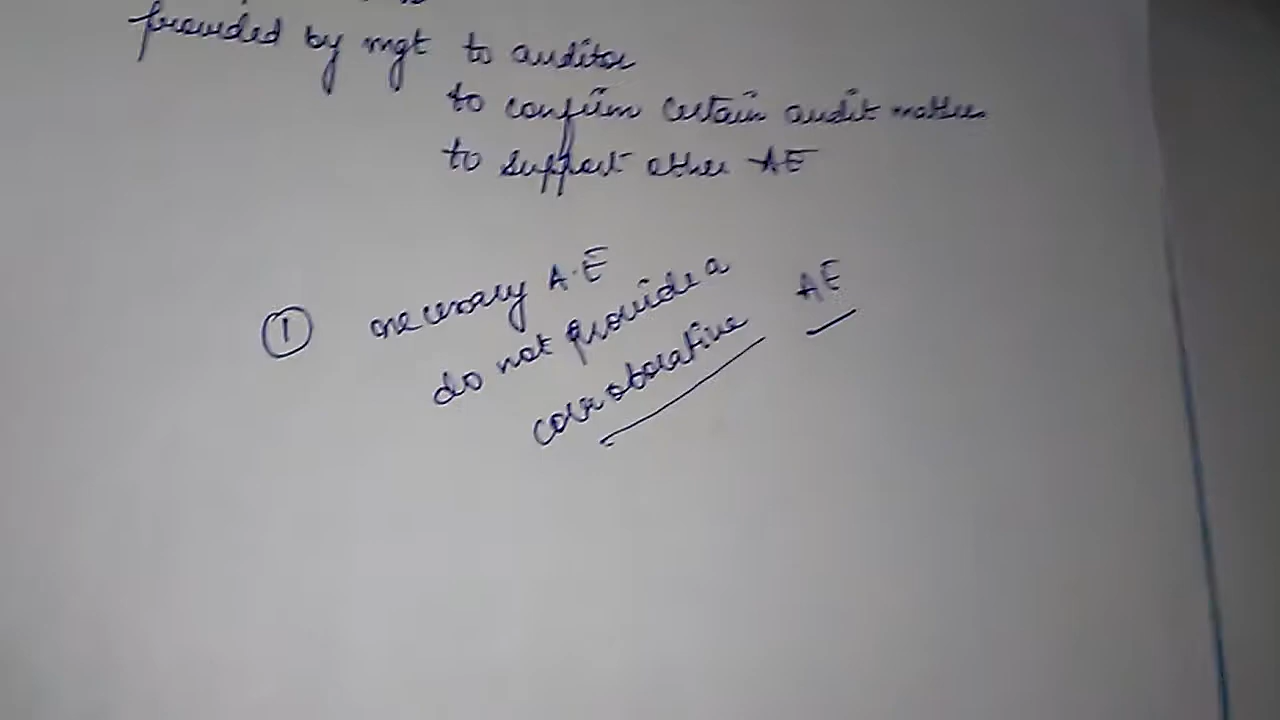 provided by mgt to auditor
to confirm certain audit matters
to support other AE
① necessary A.E
do not provide a
corroborative AE